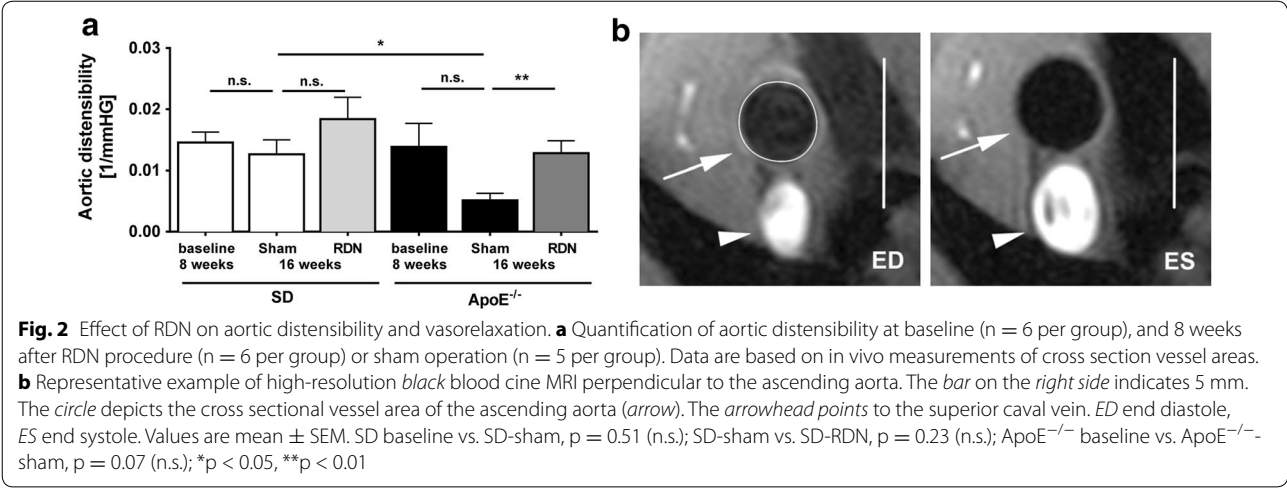 a
Aortic distensibility
[1/mmHG]
0.03
0.02
0.01
0.00
*
n.s.
n.s.
n.s.
**
baseline
Sham
RDN
baseline
Sham
RDN
8 weeks
16 weeks
8 weeks
16 weeks
SD
ApoE-/-
b
ED
ES
Fig. 2 Effect of RDN on aortic distensibility and vasorelaxation. a Quantification of aortic distensibility at baseline (n = 6 per group), and 8 weeks
after RDN procedure (n = 6 per group) or sham operation (n = 5 per group). Data are based on in vivo measurements of cross section vessel areas.
b Representative example of high-resolution black blood cine MRI perpendicular to the ascending aorta. The bar on the right side indicates 5 mm.
The circle depicts the cross sectional vessel area of the ascending aorta (arrow). The arrowhead points to the superior caval vein. ED end diastole,
ES end systole. Values are mean ± SEM. SD baseline vs. SD-sham, p = 0.51 (n.s.); SD-sham vs. SD-RDN, p = 0.23 (n.s.); ApoE−/− baseline vs. ApoE−/−-
sham, p = 0.07 (n.s.); *p < 0.05, **p < 0.01